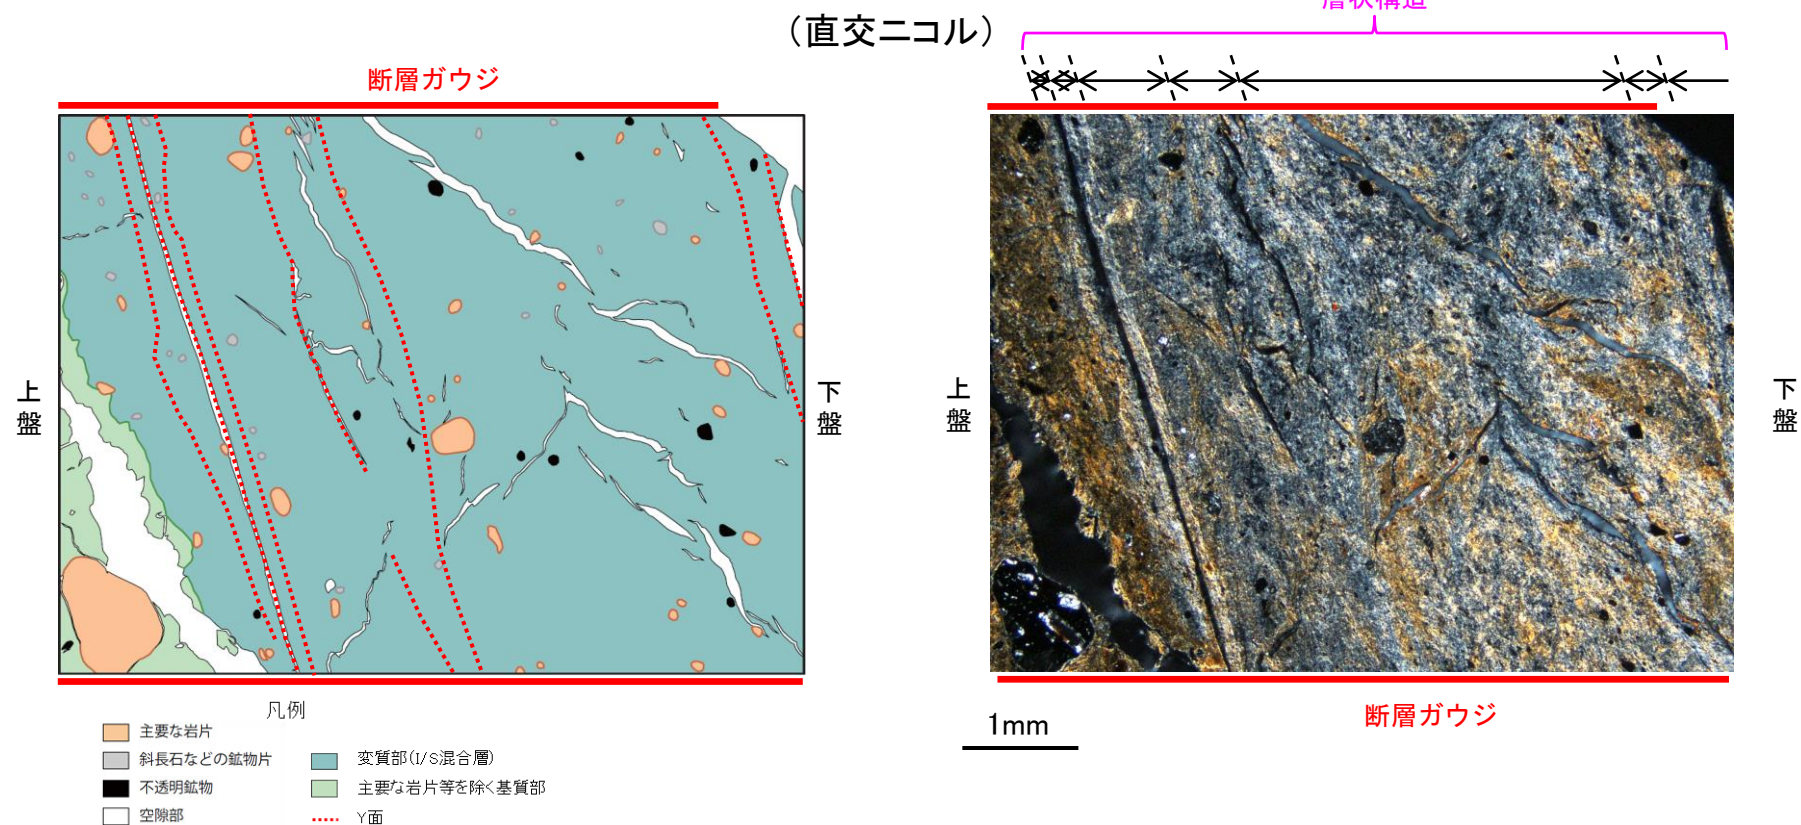 層状構造
(直交ニコル)
断層ガウジ
上盤
下盤
上盤
下盤
凡例
主要な岩片
斜長石などの鉱物片
不透明鉱物
空隙部
変質部(I/S混合層)
主要な岩片等を除く基質部
Y面
1mm
断層ガウジ